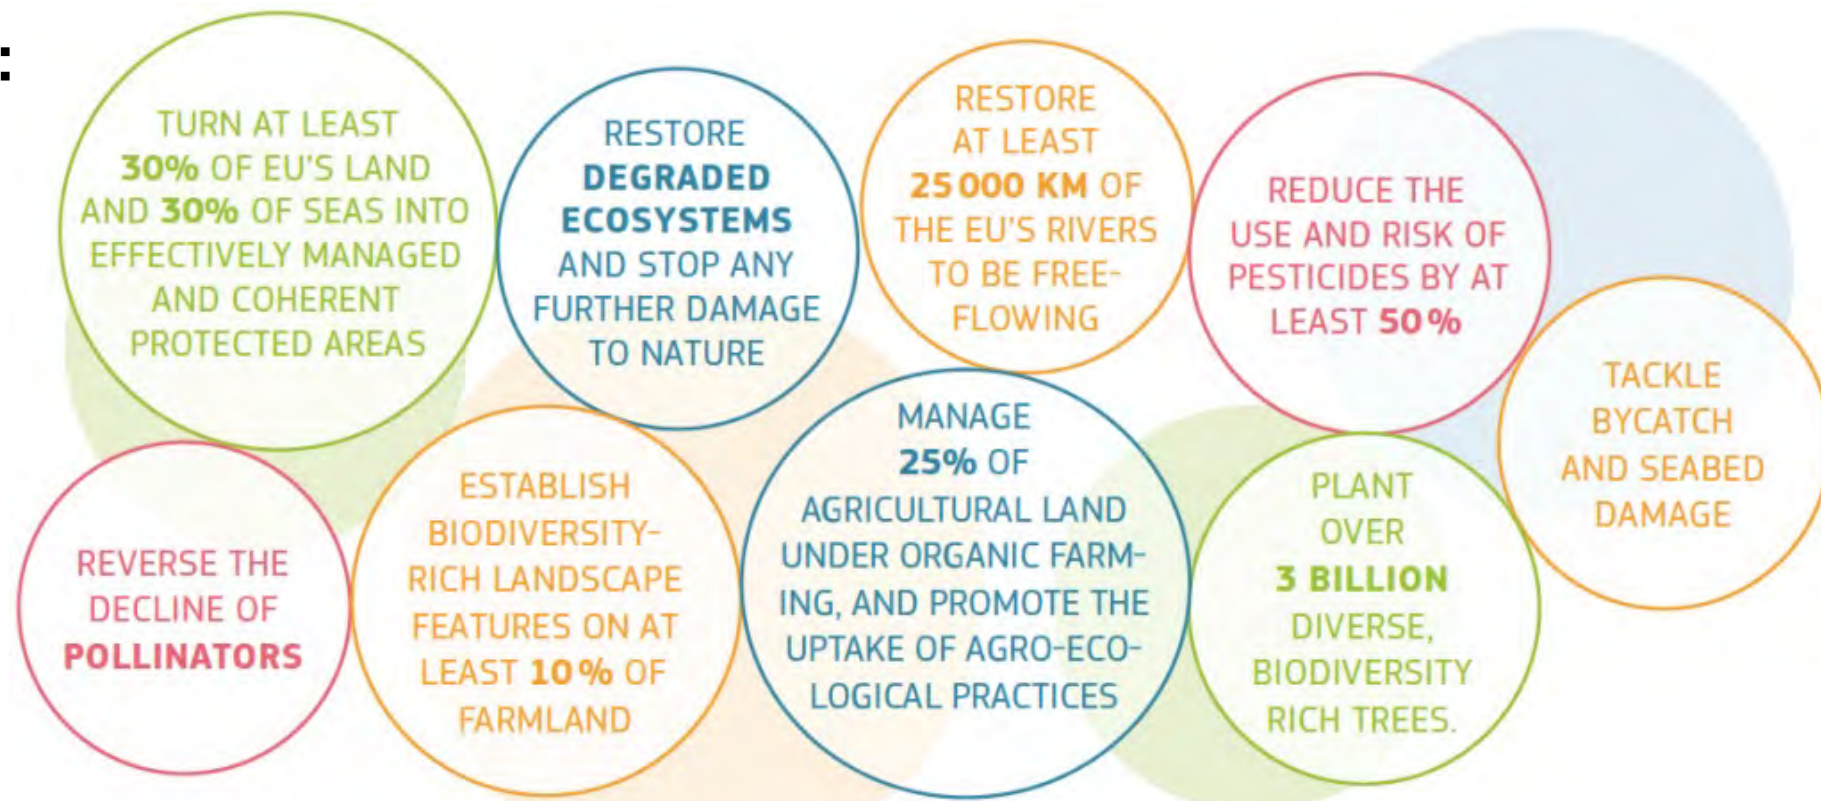 :
TURN AT LEAST
30% OF EU'S LAND
AND 30% OF SEAS INTO
EFFECTIVELY MANAGED
AND COHERENT
PROTECTED AREAS
RESTORE
DEGRADED
ECOSYSTEMS
AND STOP ANY
FURTHER DAMAGE
TO NATURE
RESTORE
AT LEAST
25 000 KM OF
THE EU'S RIVERS
TO BE FREE-
FLOWING
REDUCE THE
USE AND RISK OF
PESTICIDES BY AT
LEAST 50%
TACKLE
BYCATCH
AND SEABED
DAMAGE
REVERSE THE
DECLINE OF
POLLINATORS
ESTABLISH
BIODIVERSITY-
RICH LANDSCAPE
FEATURES ON AT
LEAST 10% OF
FARMLAND
MANAGE
25% OF
AGRICULTURAL LAND
UNDER ORGANIC FARM-
ING, AND PROMOTE THE
UPTAKE OF AGRO-ECO-
LOGICAL PRACTICES
PLANT
OVER
3 BILLION
DIVERSE,
BIODIVERSITY
RICH TREES.